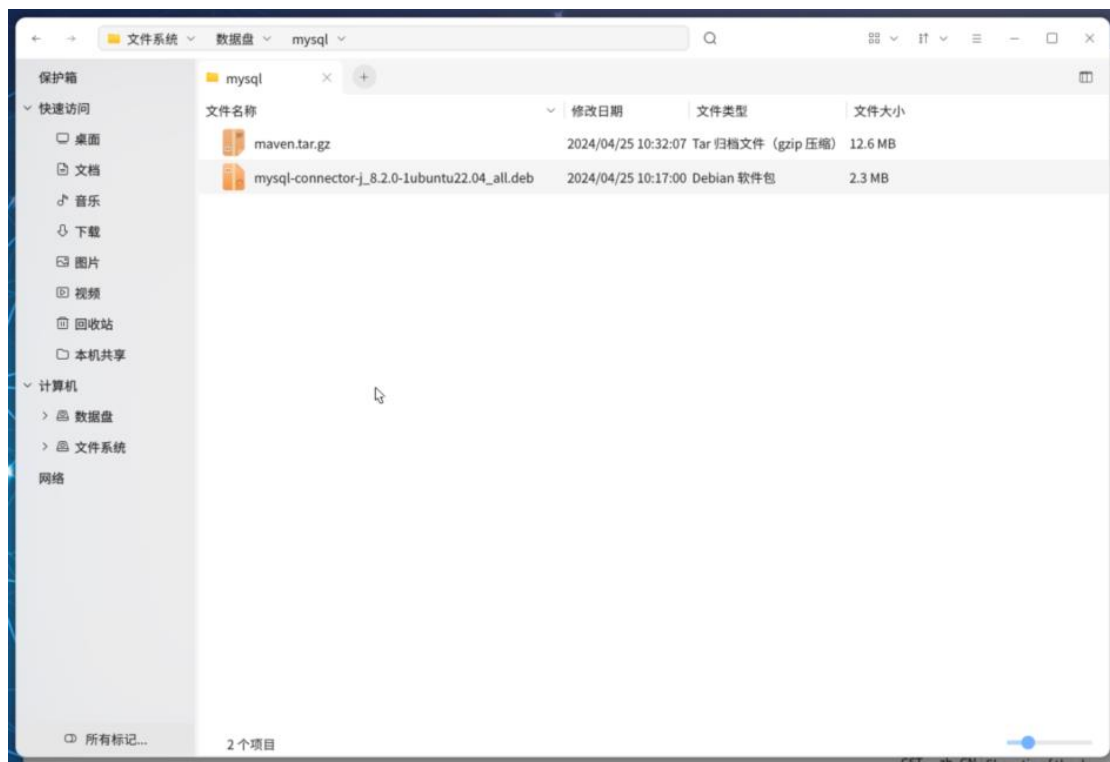 文件系统 数据盘 mysql
保护箱
快速访问
桌面
文档
音乐
下载
图片
视频
回收站
本机共享
计算机
数据盘
文件系统
网络
所有标记...
mysql
文件名称 修改日期 文件类型 文件大小
maven.tar.gz 2024/04/25 10:32:07 Tar 归档文件（gzip 压缩） 12.6 MB
mysql-connector-j_8.2.0-1ubuntu22.04_all.deb 2024/04/25 10:17:00 Debian 软件包 2.3 MB
2 个项目